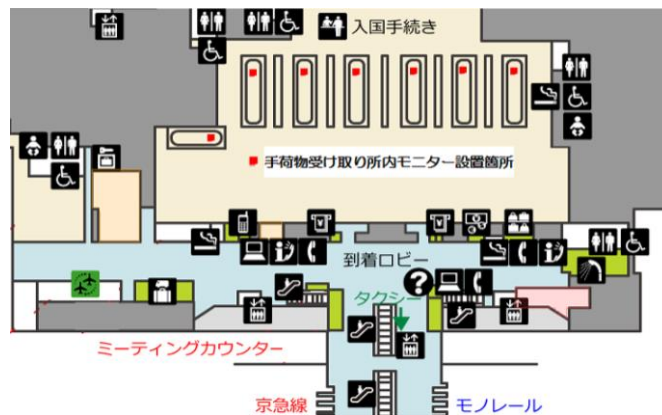 入国手続き
手荷物受け取り所内モニター設置箇所
到着ロビー
タクシー
ミーティングカウンター
京急線
モノレール